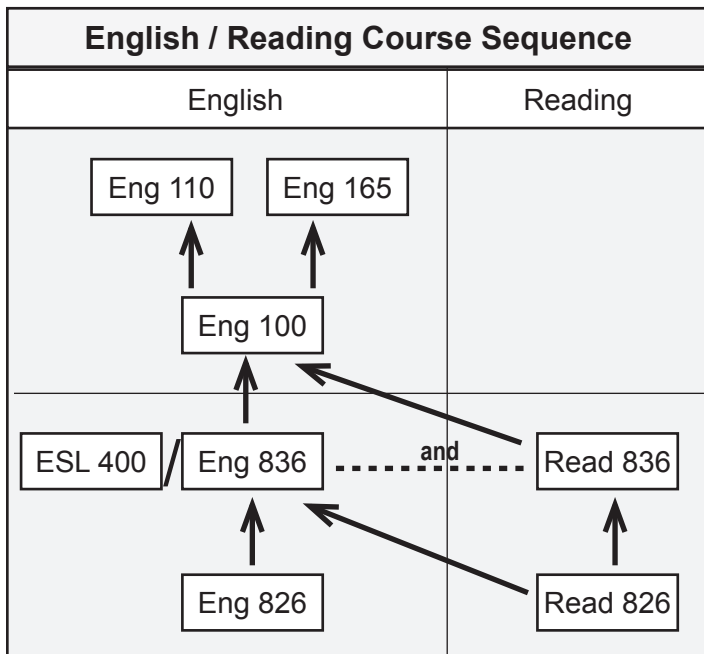 English / Reading Course Sequence
English Reading
Eng 110 Eng 165
Eng 100
and
ESL 400 / Eng 836 Read 836
Eng 826 Read 826